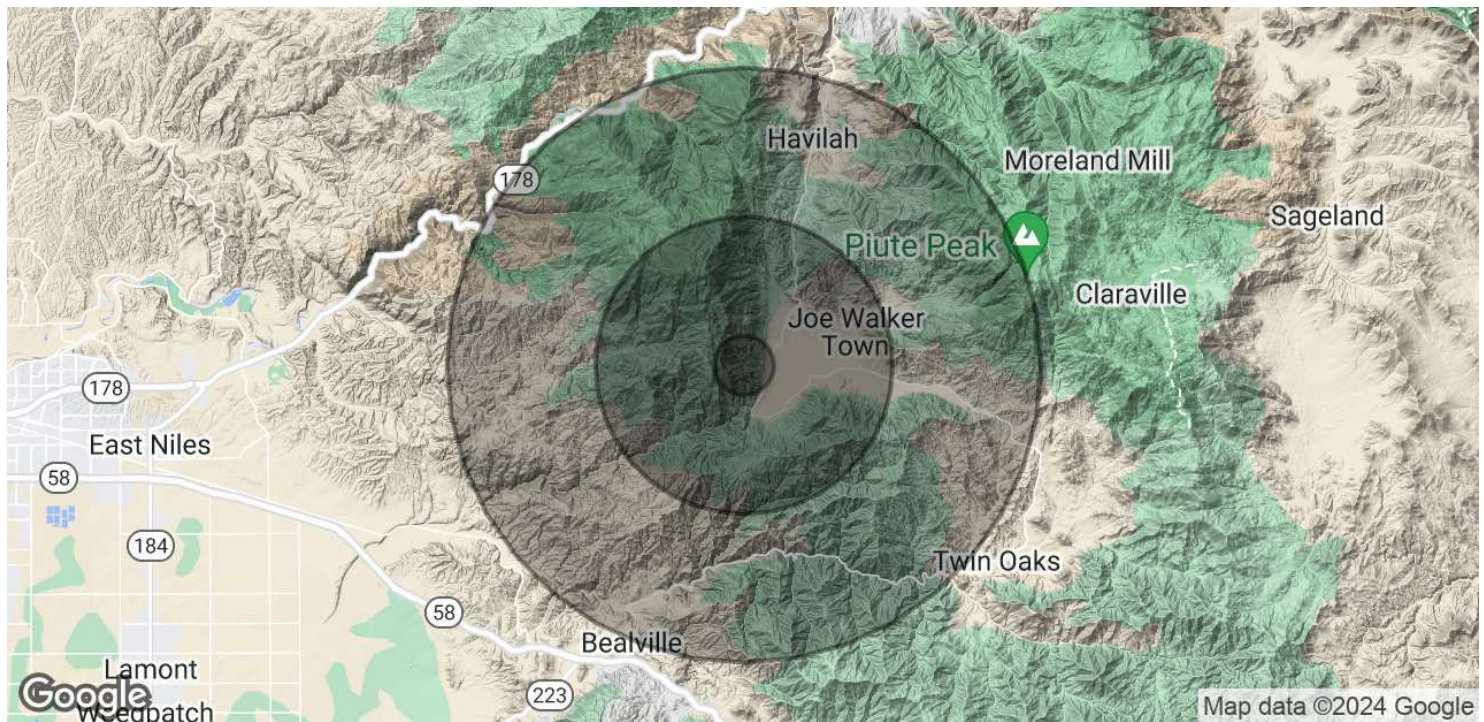 Havilah
Moreland Mill
178
Sageland
Piute Peak
Claraville
Joe Walker
Town
178
East Niles
58
184
Twin Oaks
58
Bealville
Lamont
223
Google
Weedpatch
Map data ©2024 Google